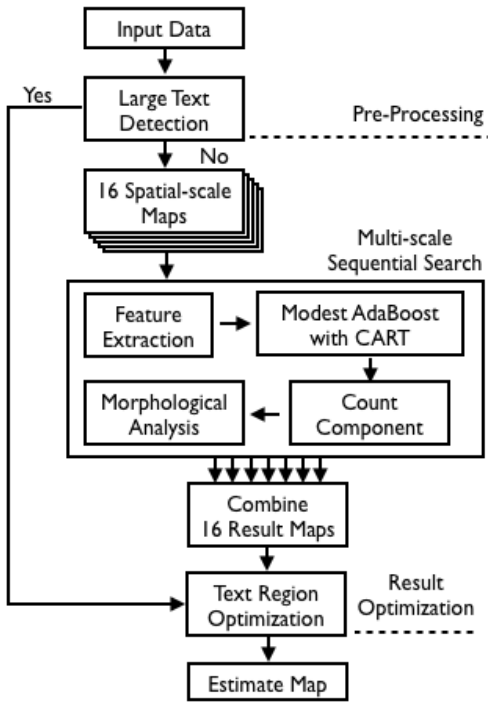 Input Data
Yes
Large Text
Detection
Pre-Processing
No
16 Spatial-scale
Maps
Multi-scale
Sequential Search
Feature
Extraction
Modest AdaBoost
with CART
Morphological
Analysis
Count
Component
Combine
16 Result Maps
Text Region
Optimization
Result
Optimization
Estimate Map